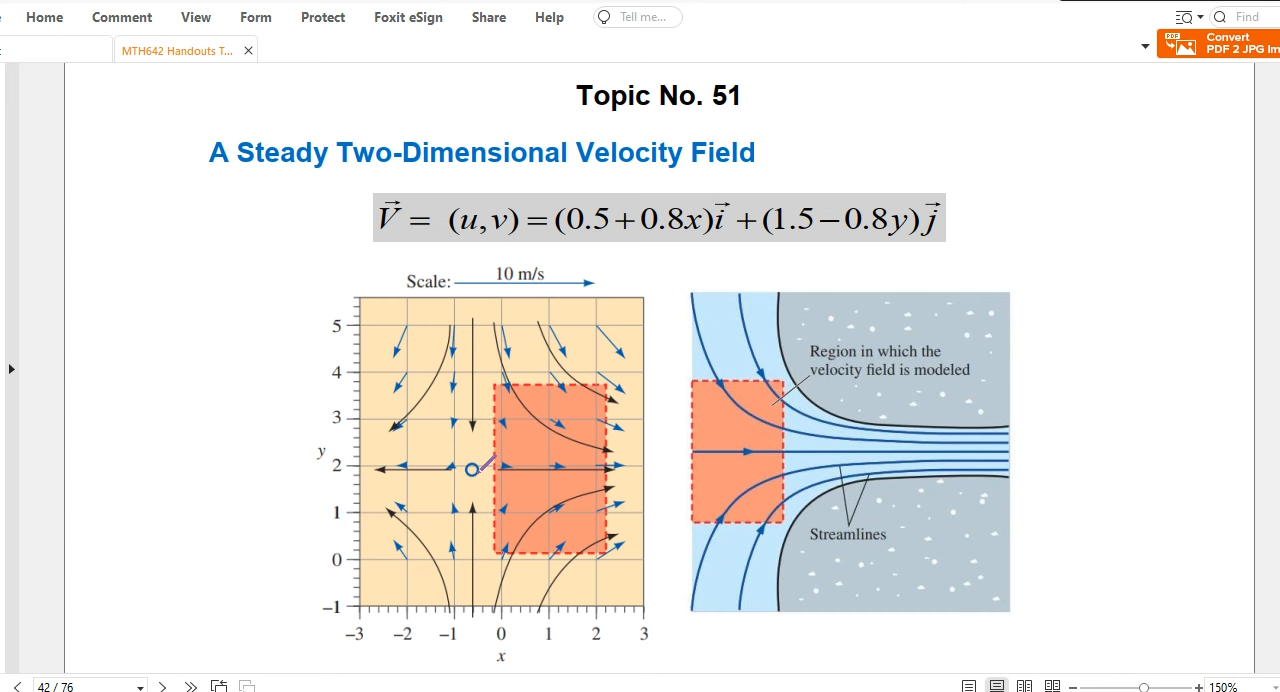 Home Comment View Form Protect Foxit eSign Share Help Tell me... Find
MTH642 Handouts T... ×
Convert
PDF 2 JPG Im
PDF
Topic No. 51
A Steady Two-Dimensional Velocity Field
V⃗ = (u,v) = (0.5+0.8x)i⃗ + (1.5−0.8y)j⃗
Scale: 10 m/s
5
4
3
y
2
1
0
−1
−3 −2 −1 0 1 2 3
x
Region in which the
velocity field is modeled
Streamlines
42 / 76 150%